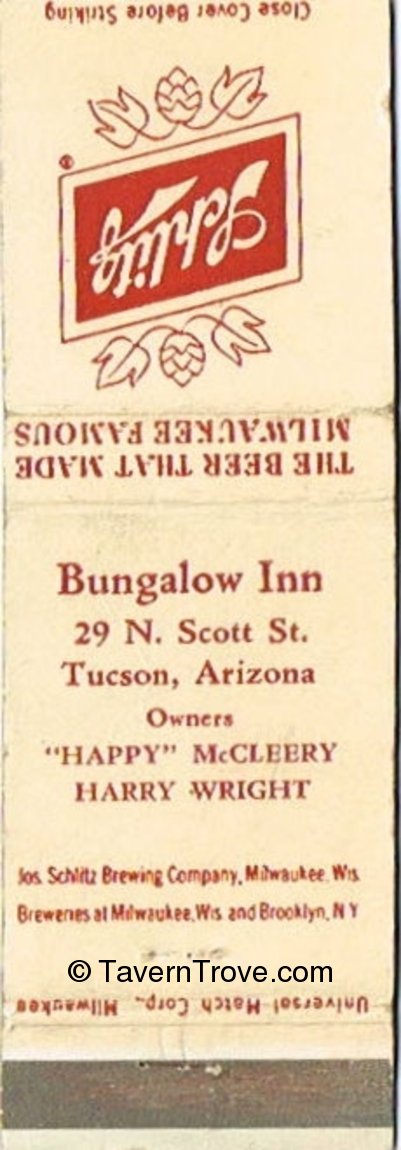 Close Cover Before Striking
Schlitz
®
THE BEER THAT MADE
MILWAUKEE FAMOUS
Bungalow Inn
29 N. Scott St.
Tucson, Arizona
Owners
"HAPPY" McCLEERY
HARRY WRIGHT
Jos. Schlitz Brewing Company, Milwaukee, Wis.
Breweries at Milwaukee, Wis. and Brooklyn, N.Y.
© TavernTrove.com
Universal Match Corp., Milwaukee